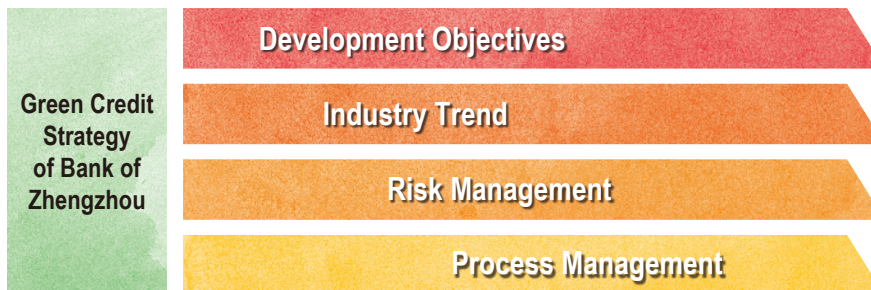 Green Credit
Strategy
of Bank of
Zhengzhou
Development Objectives
Industry Trend
Risk Management
Process Management